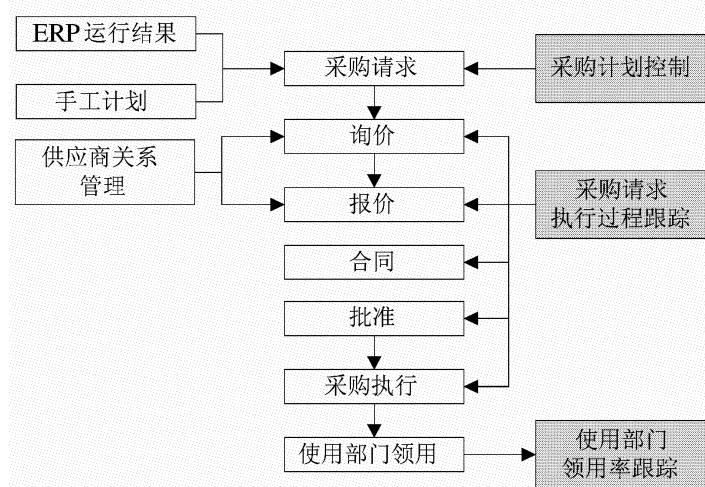 ERP运行结果
采购请求
采购计划控制
手工计划
询价
供应商关系
管理
报价
采购请求
执行过程跟踪
合同
批准
采购执行
使用部门领用
使用部门
领用率跟踪